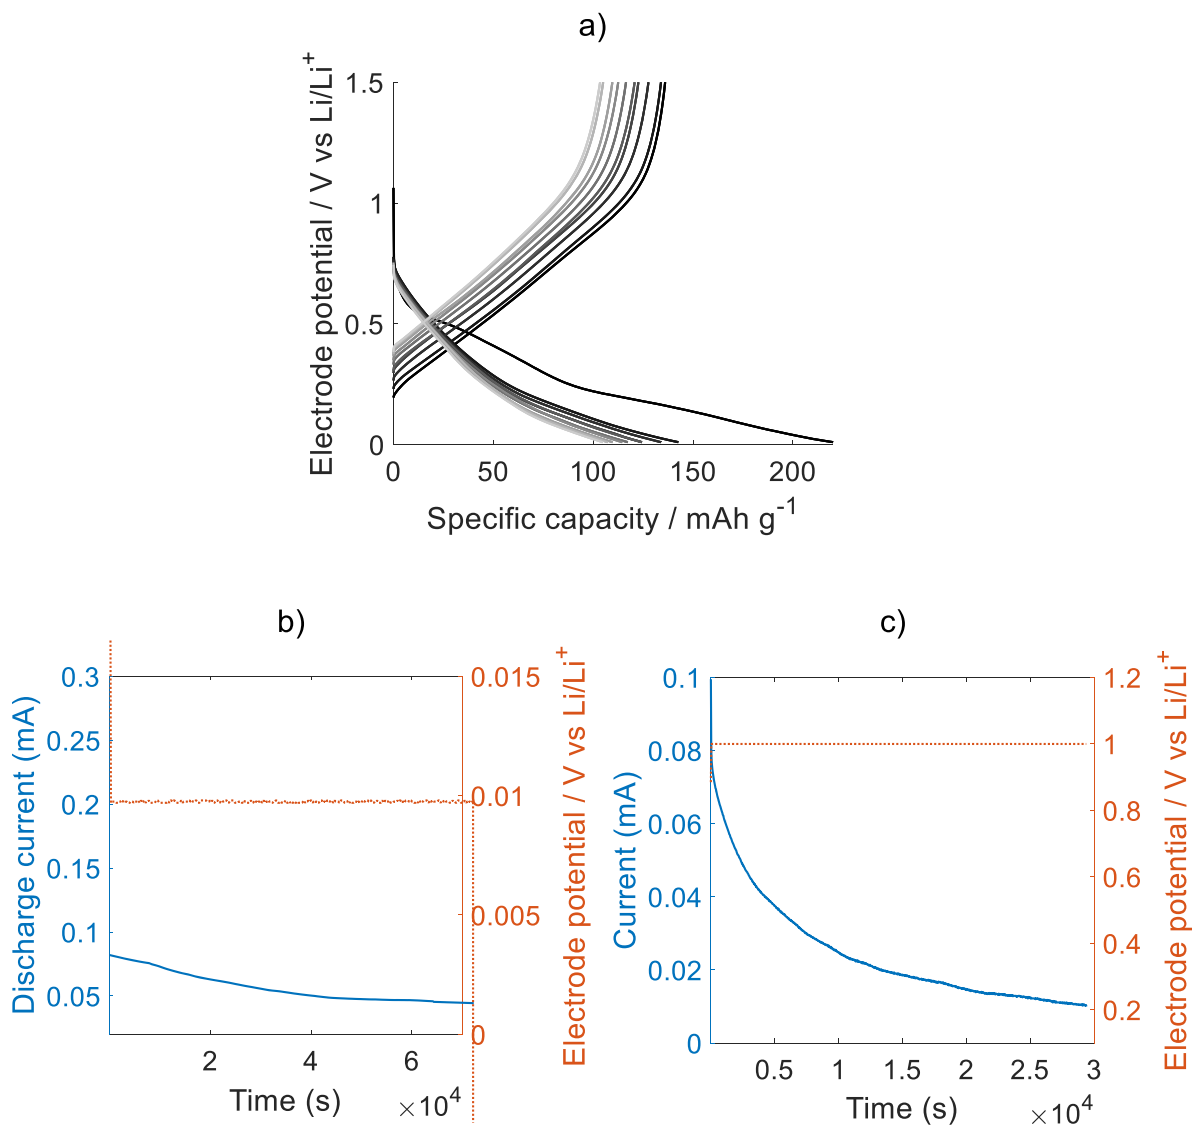 a)
Electrode potential / V vs Li/Li+
1.5
1
0.5
0
0 50 100 150 200
Specific capacity / mAh g-1
b)
Discharge current (mA)
0.3
0.25
0.2
0.15
0.1
0.05
0.015
0.01
0.005
0
Electrode potential / V vs Li/Li+
2 4 6
Time (s)
×10^4
c)
Current (mA)
0.1
0.08
0.06
0.04
0.02
0
1.2
1
0.8
0.6
0.4
0.2
Electrode potential / V vs Li/Li+
0.5 1 1.5 2 2.5 3
Time (s)
×10^4